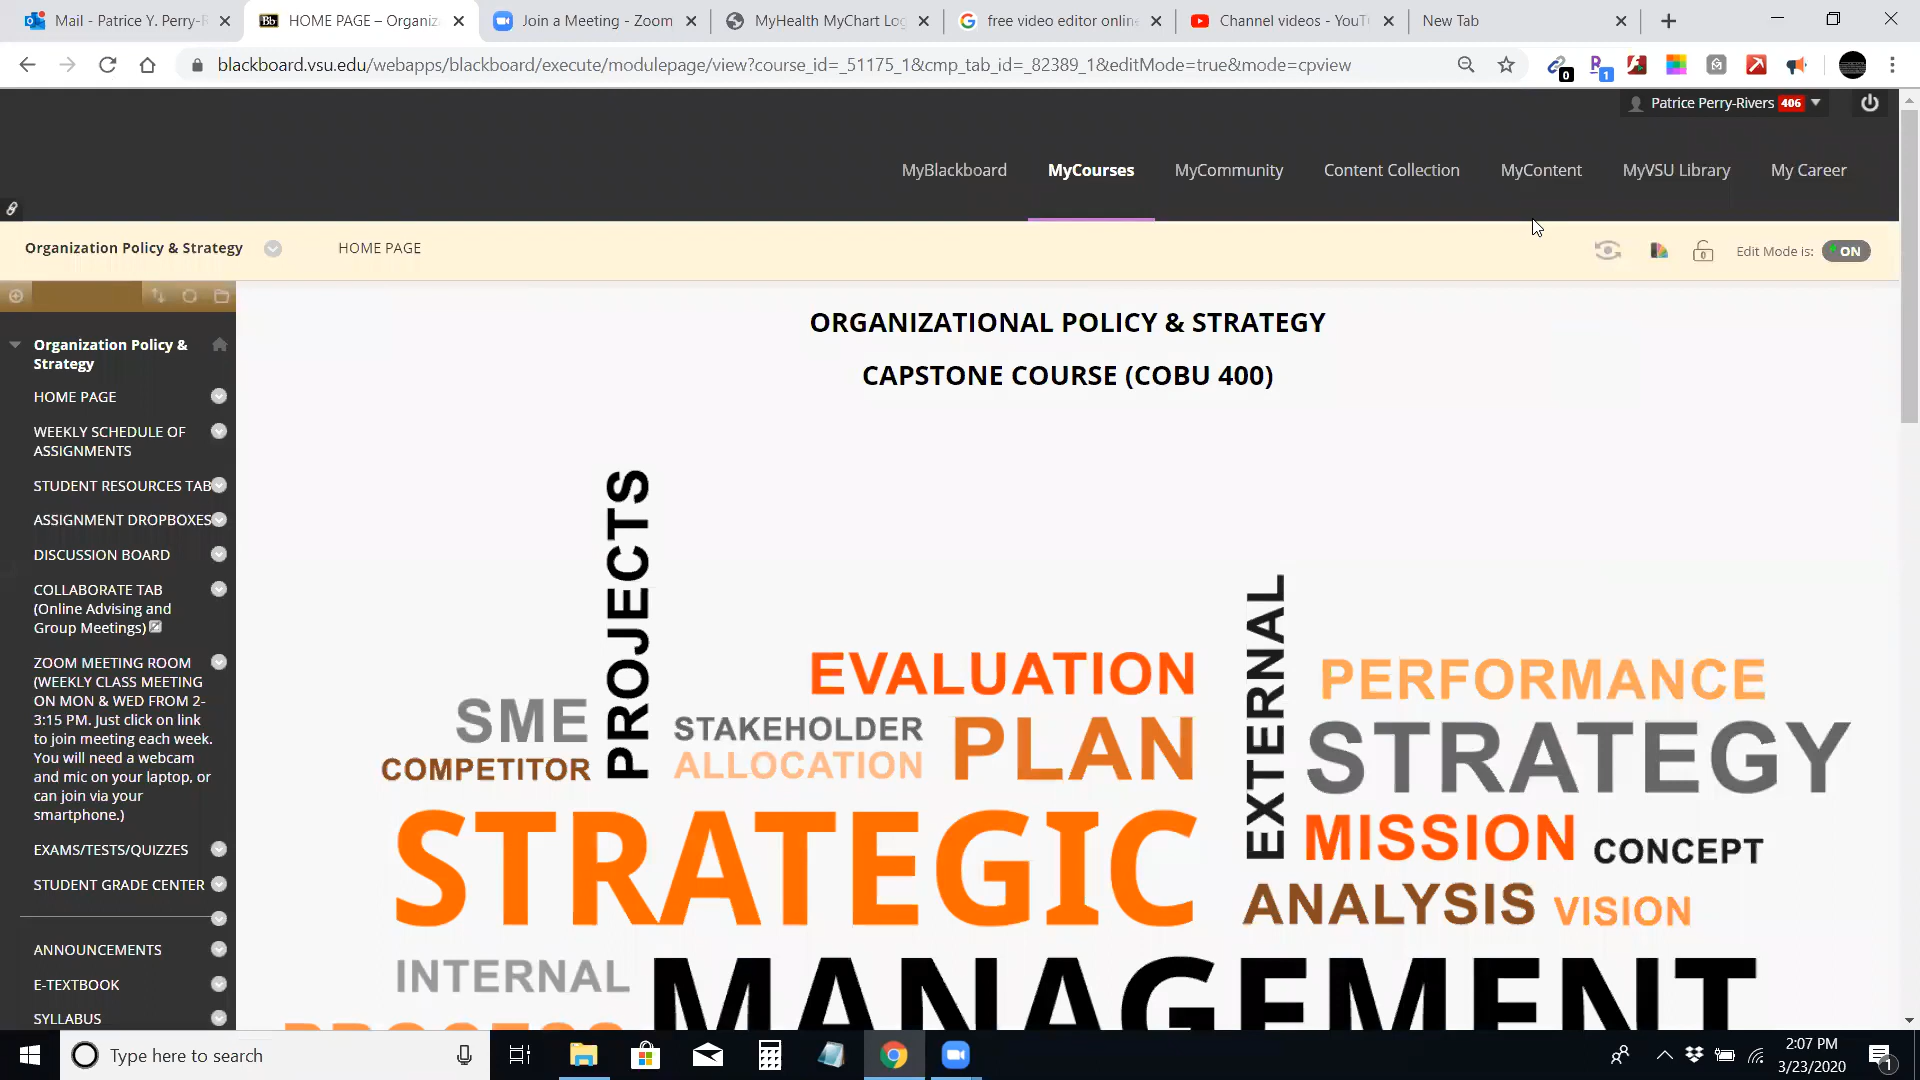 Mail - Patrice Y. Perry-R
HOME PAGE – Organiz
Join a Meeting - Zoom
MyHealth MyChart Log
free video editor online
Channel videos - YouTu
New Tab
blackboard.vsu.edu/webapps/blackboard/execute/modulepage/view?course_id=_51175_1&cmp_tab_id=_82389_1&editMode=true&mode=cpview
0
1
Patrice Perry-Rivers 406
MyBlackboard
MyCourses
MyCommunity
Content Collection
MyContent
MyVSU Library
My Career
Organization Policy & Strategy
HOME PAGE
Edit Mode is: ON
Organization Policy &
Strategy
HOME PAGE
WEEKLY SCHEDULE OF
ASSIGNMENTS
STUDENT RESOURCES TAB
ASSIGNMENT DROPBOXES
DISCUSSION BOARD
COLLABORATE TAB
(Online Advising and
Group Meetings)
ZOOM MEETING ROOM
(WEEKLY CLASS MEETING
ON MON & WED FROM 2-
3:15 PM. Just click on link
to join meeting each week.
You will need a webcam
and mic on your laptop, or
can join via your
smartphone.)
EXAMS/TESTS/QUIZZES
STUDENT GRADE CENTER
ANNOUNCEMENTS
E-TEXTBOOK
SYLLABUS
ORGANIZATIONAL POLICY & STRATEGY
CAPSTONE COURSE (COBU 400)
PROJECTS
EVALUATION
EXTERNAL
PERFORMANCE
SME
STAKEHOLDER
PLAN
STRATEGY
COMPETITOR
ALLOCATION
STRATEGIC
MISSION
CONCEPT
ANALYSIS
VISION
INTERNAL
MANAGEMENT
PROCESS
Type here to search
2:07 PM
3/23/2020
1